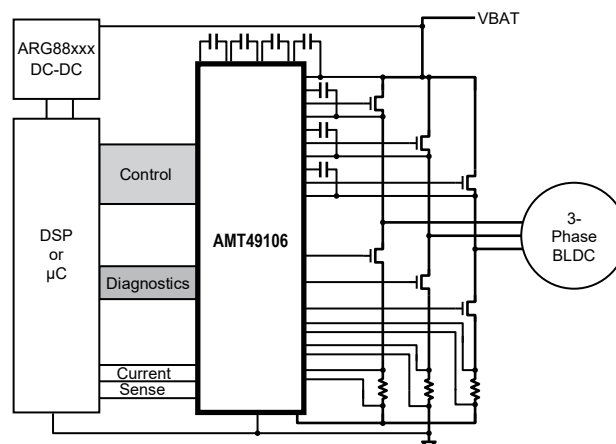 VBAT
ARG88xxx
DC-DC
Control
AMT49106
DSP
or
µC
Diagnostics
Current
Sense
3-
Phase
BLDC